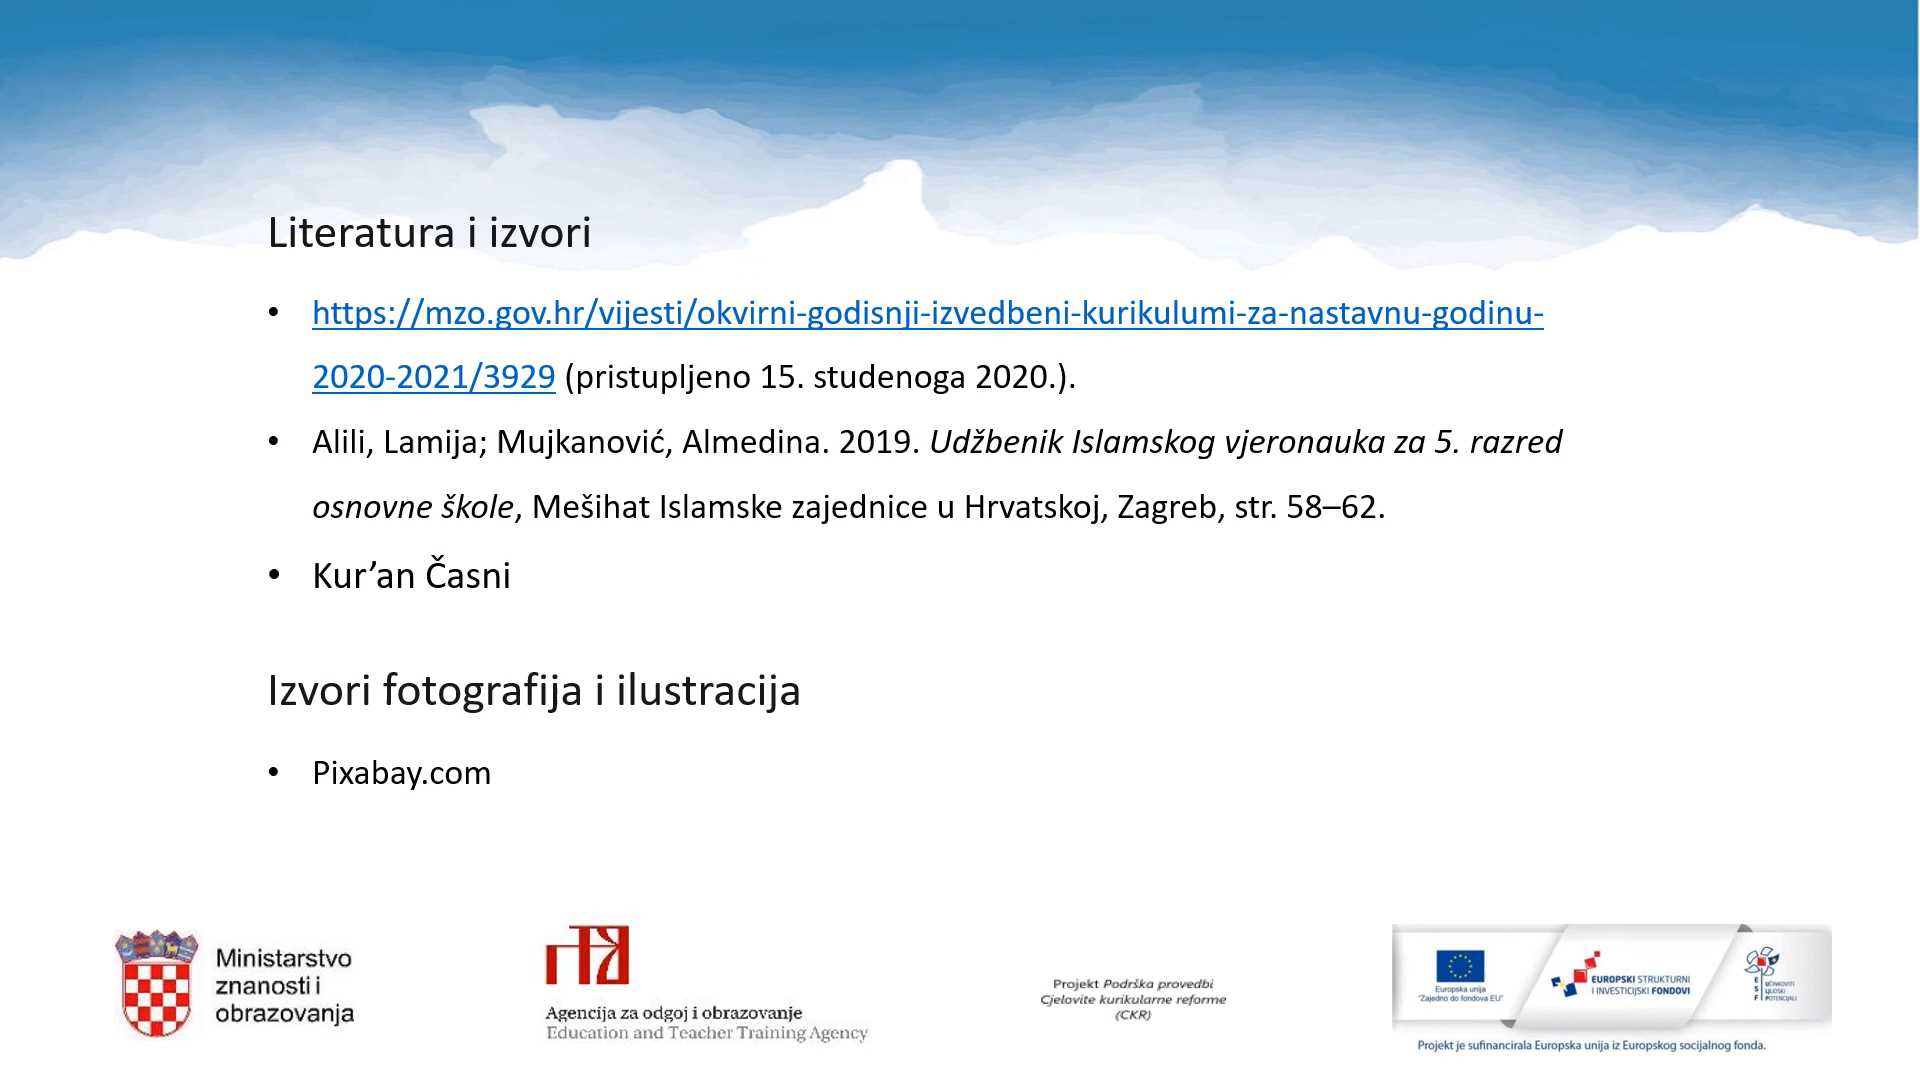 Literatura i izvori
• https://mzo.gov.hr/vijesti/okvirni-godisnji-izvedbeni-kurikulumi-za-nastavnu-godinu-
2020-2021/3929 (pristupljeno 15. studenoga 2020.).
• Alili, Lamija; Mujkanović, Almedina. 2019. Udžbenik Islamskog vjeronauka za 5. razred
osnovne škole, Mešihat Islamske zajednice u Hrvatskoj, Zagreb, str. 58–62.
• Kur’an Časni
Izvori fotografija i ilustracija
• Pixabay.com
Ministarstvo
znanosti i
obrazovanja
Agencija za odgoj i obrazovanje
Education and Teacher Training Agency
Projekt Podrška provedbi
Cjelovite kurikularne reforme
(CKR)
Europska unija
"Zajedno do fondova EU"
EUROPSKI STRUKTURNI
I INVESTICIJSKI FONDOVI
ESF
UČINKOVITI
LJUDSKI
POTENCIJALI
Projekt je sufinancirala Europska unija iz Europskog socijalnog fonda.